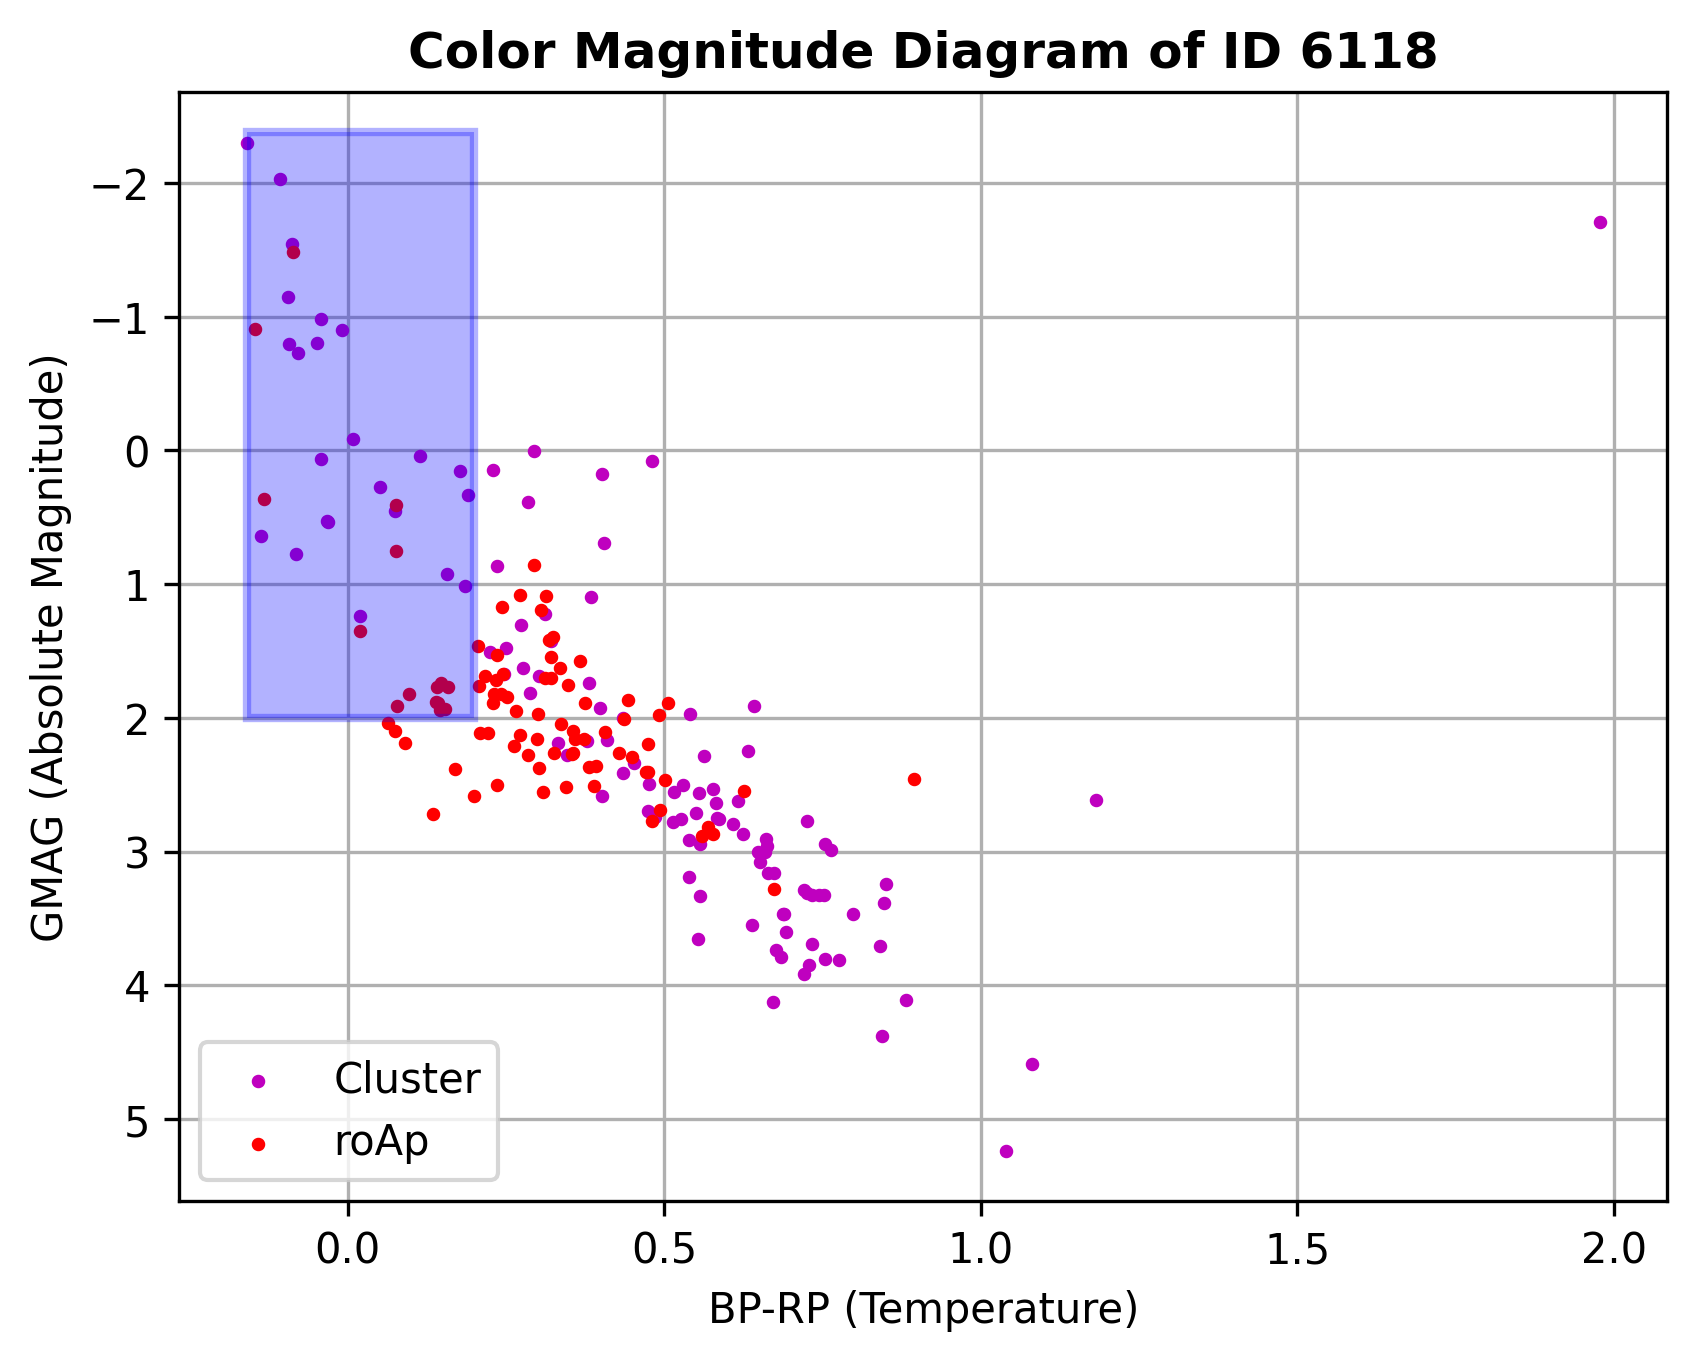 Color Magnitude Diagram of ID 6118
−2
−1
0
1
2
3
4
5
GMAG (Absolute Magnitude)
Cluster
roAp
0.0 0.5 1.0 1.5 2.0
BP-RP (Temperature)